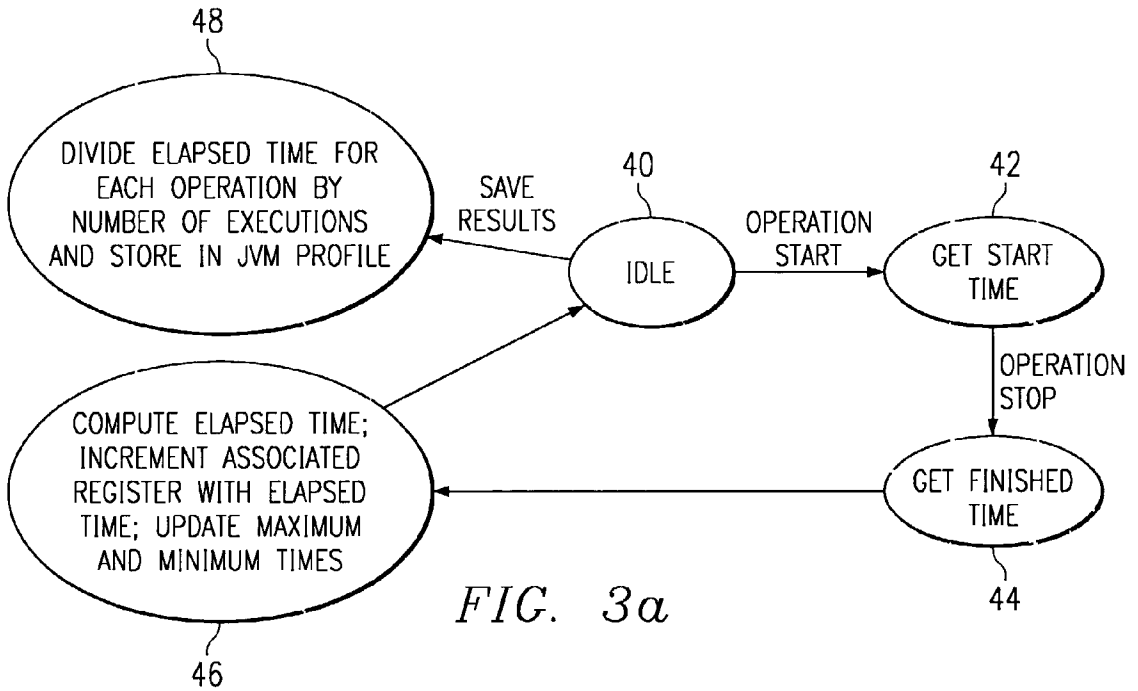 48
DIVIDE ELAPSED TIME FOR
EACH OPERATION BY
NUMBER OF EXECUTIONS
AND STORE IN JVM PROFILE
SAVE
RESULTS
40
IDLE
OPERATION
START
42
GET START
TIME
OPERATION
STOP
GET FINISHED
TIME
44
COMPUTE ELAPSED TIME;
INCREMENT ASSOCIATED
REGISTER WITH ELAPSED
TIME; UPDATE MAXIMUM
AND MINIMUM TIMES
46
FIG. 3a